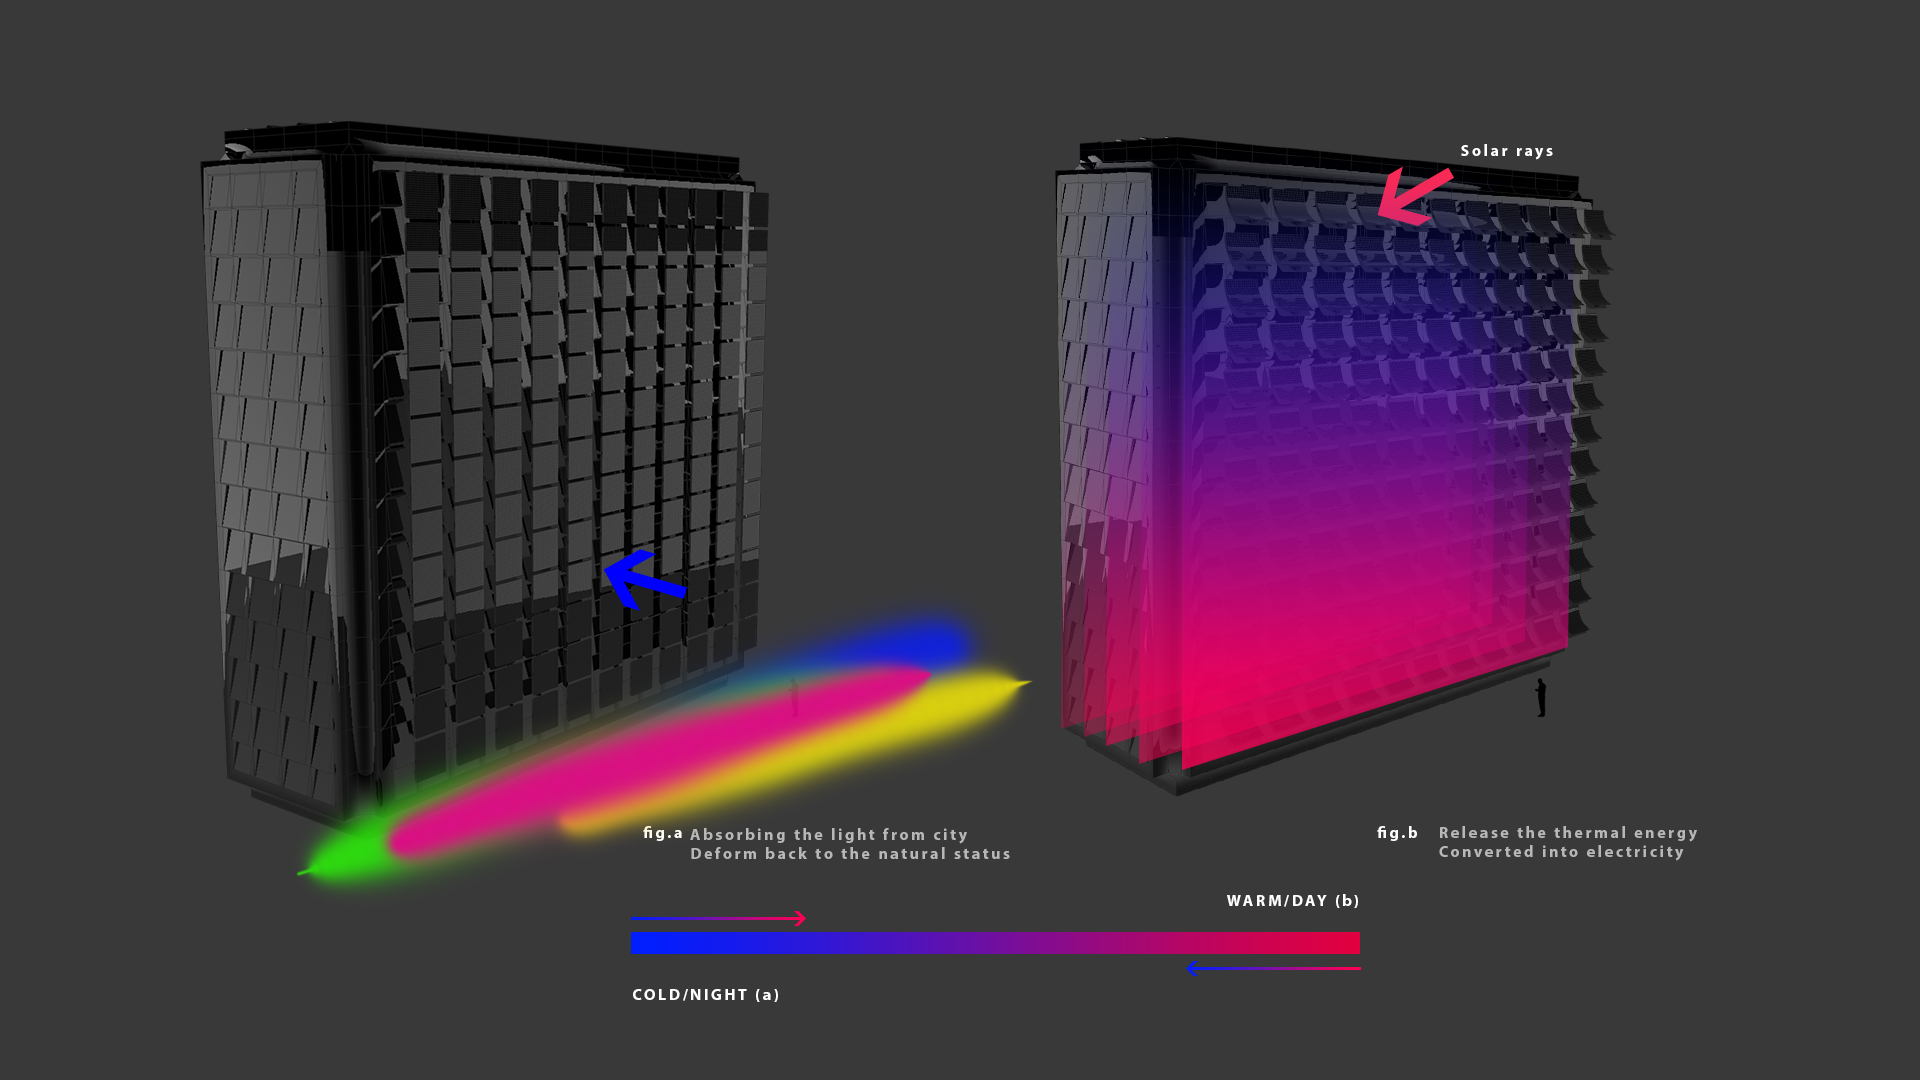 Solar rays
fig.a Absorbing the light from city
Deform back to the natural status
fig.b Release the thermal energy
Converted into electricity
WARM/DAY (b)
COLD/NIGHT (a)